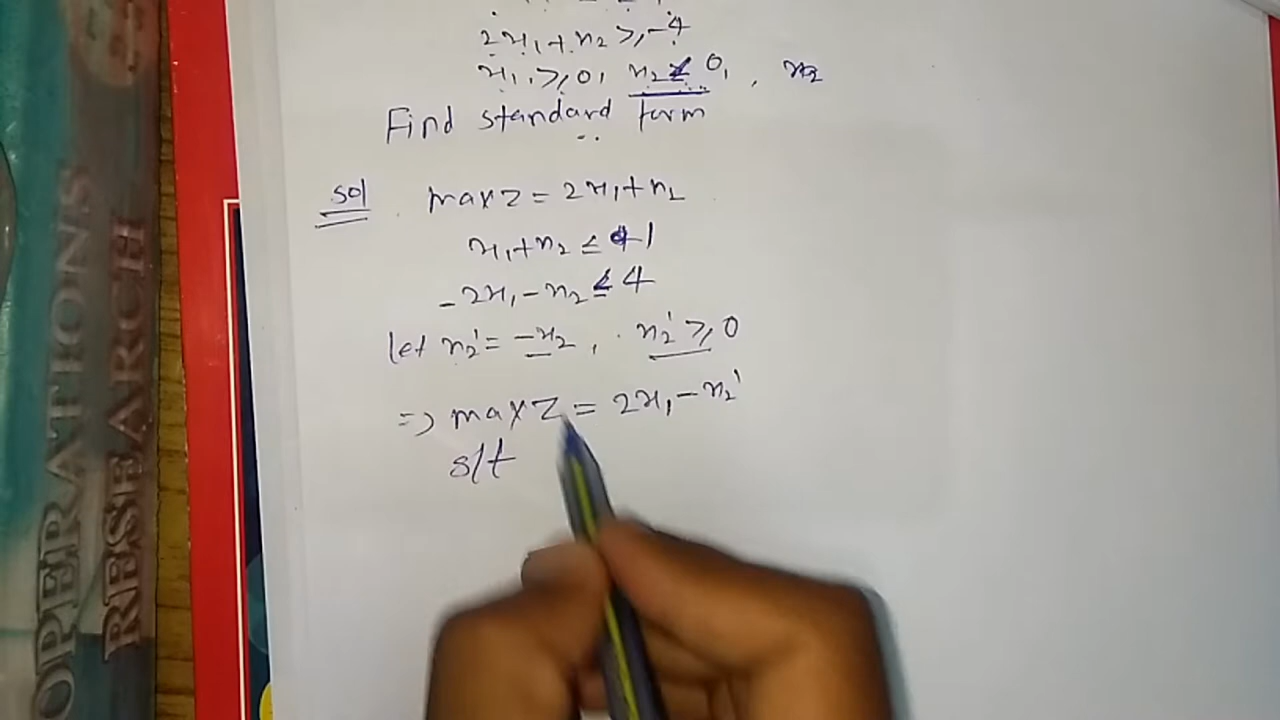 2x₁ + x₂ ≥ -4
x₁ ≥ 0, x₂ ≤ 0, , x₂
Find standard form
sol max z = 2x₁ + x₂
x₁ + x₂ ≤ 1
-2x₁ - x₂ ≤ 4
let x₂' = -x₂, x₂' ≥ 0
=> max z = 2x₁ - x₂'
s/t
OPERATIONS
RESEARCH